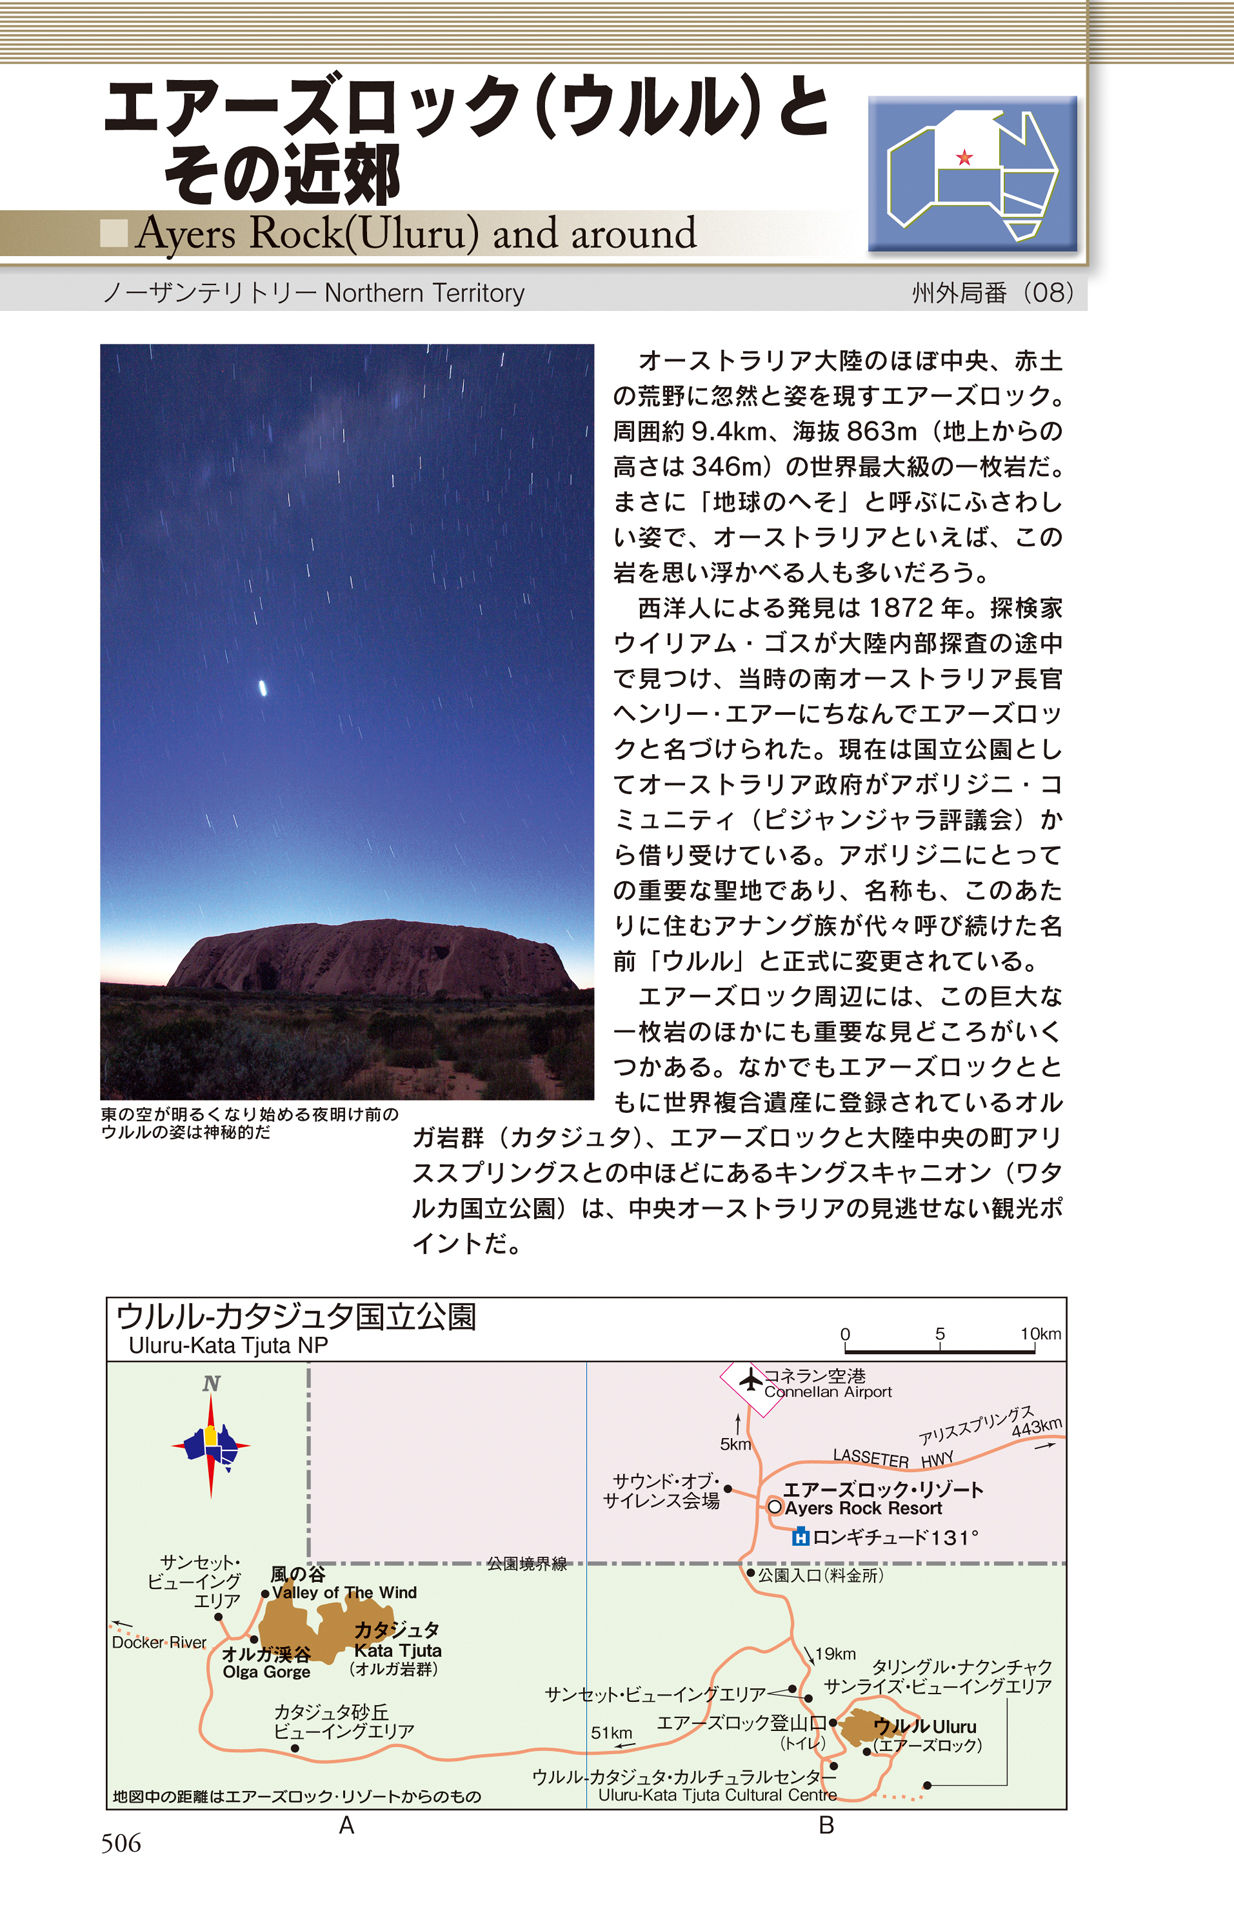 エアーズロック（ウルル）と
その近郊
Ayers Rock(Uluru) and around
ノーザンテリトリー Northern Territory
州外局番（08）
オーストラリア大陸のほぼ中央、赤土
の荒野に忽然と姿を現すエアーズロック。
周囲約 9.4km、海抜 863m（地上からの
高さは 346m）の世界最大級の一枚岩だ。
まさに「地球のへそ」と呼ぶにふさわし
い姿で、オーストラリアといえば、この
岩を思い浮かべる人も多いだろう。
西洋人による発見は 1872 年。探検家
ウイリアム・ゴスが大陸内部探査の途中
で見つけ、当時の南オーストラリア長官
ヘンリー・エアーにちなんでエアーズロッ
クと名づけられた。現在は国立公園とし
てオーストラリア政府がアボリジニ・コ
ミュニティ（ピジャンジャラ評議会）か
ら借り受けている。アボリジニにとって
の重要な聖地であり、名称も、このあた
りに住むアナング族が代々呼び続けた名
前「ウルル」と正式に変更されている。
エアーズロック周辺には、この巨大な
一枚岩のほかにも重要な見どころがいく
つかある。なかでもエアーズロックとと
もに世界複合遺産に登録されているオル
ガ岩群（カタジュタ）、エアーズロックと大陸中央の町アリ
ススプリングスとの中ほどにあるキングスキャニオン（ワタ
ルカ国立公園）は、中央オーストラリアの見逃せない観光ポ
イントだ。
東の空が明るくなり始める夜明け前の
ウルルの姿は神秘的だ
ウルル-カタジュタ国立公園
Uluru-Kata Tjuta NP
0 5 10km
N
コネラン空港
Connellan Airport
5km
アリススプリングス
443km
LASSETER HWY
サウンド・オブ・
サイレンス会場
エアーズロック・リゾート
Ayers Rock Resort
H ロンギチュード131°
公園境界線
公園入口（料金所）
サンセット・
ビューイング
エリア
風の谷
Valley of The Wind
Docker River
オルガ渓谷
Olga Gorge
カタジュタ
Kata Tjuta
（オルガ岩群）
カタジュタ砂丘
ビューイングエリア
19km
タリングル・ナクンチャク
サンライズ・ビューイングエリア
サンセット・ビューイングエリア
エアーズロック登山口
（トイレ）
ウルル Uluru
（エアーズロック）
51km
ウルル-カタジュタ・カルチュラルセンター
Uluru-Kata Tjuta Cultural Centre
地図中の距離はエアーズロック・リゾートからのもの
A B
506